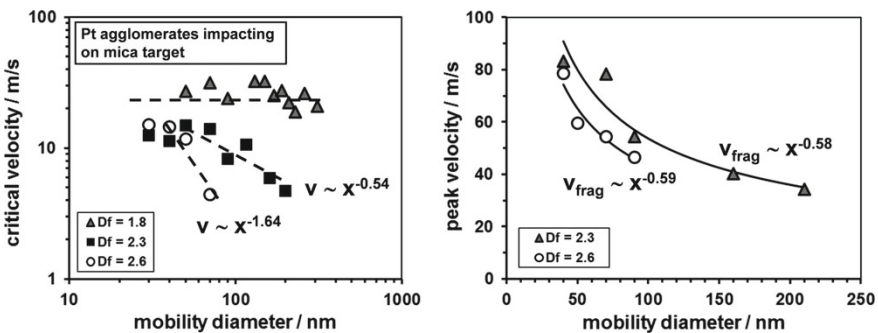 Pt agglomerates impacting
on mica target
critical velocity / m/s
100
10
1
V ~ X^-0.54
V ~ X^-1.64
Df = 1.8
Df = 2.3
Df = 2.6
10
100
1000
mobility diameter / nm
peak velocity / m/s
100
80
60
40
20
0
Vfrag ~ X^-0.58
Vfrag ~ X^-0.59
Df = 2.3
Df = 2.6
0
50
100
150
200
250
mobility diameter / nm